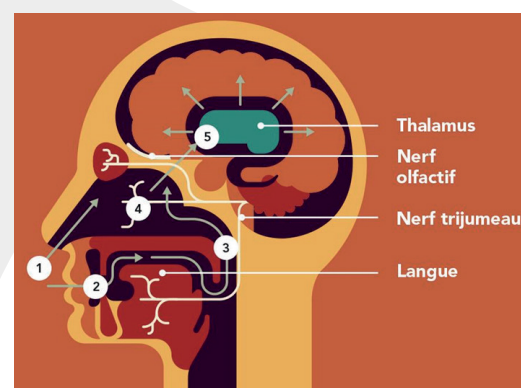 Thalamus
Nerf
olfactif
Nerf trijumeau
Langue
5
4
3
1
2